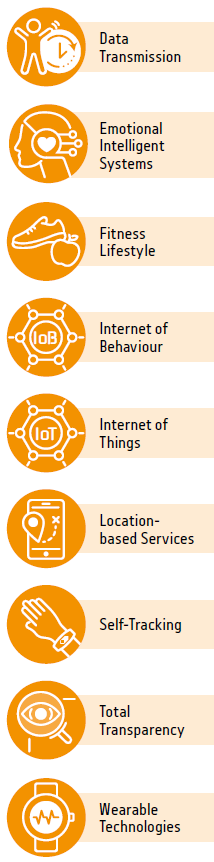 Data
Transmission
Emotional
Intelligent
Systems
Fitness
Lifestyle
IoB
Internet of
Behaviour
IoT
Internet of
Things
Location-
based Services
Self-Tracking
Total
Transparency
Wearable
Technologies